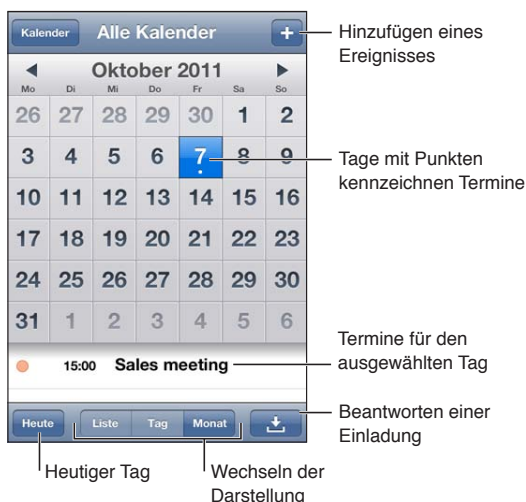 Kalender Alle Kalender +
Hinzufügen eines
Ereignisses
Oktober 2011
Mo Di Mi Do Fr Sa So
26 27 28 29 30 1 2
3 4 5 6 7 8 9
Tage mit Punkten
kennzeichnen Termine
10 11 12 13 14 15 16
17 18 19 20 21 22 23
24 25 26 27 28 29 30
31 1 2 3 4 5 6
15:00 Sales meeting
Termine für den
ausgewählten Tag
Heute Liste Tag Monat
Beantworten einer
Einladung
Heutiger Tag
Wechseln der
Darstellung